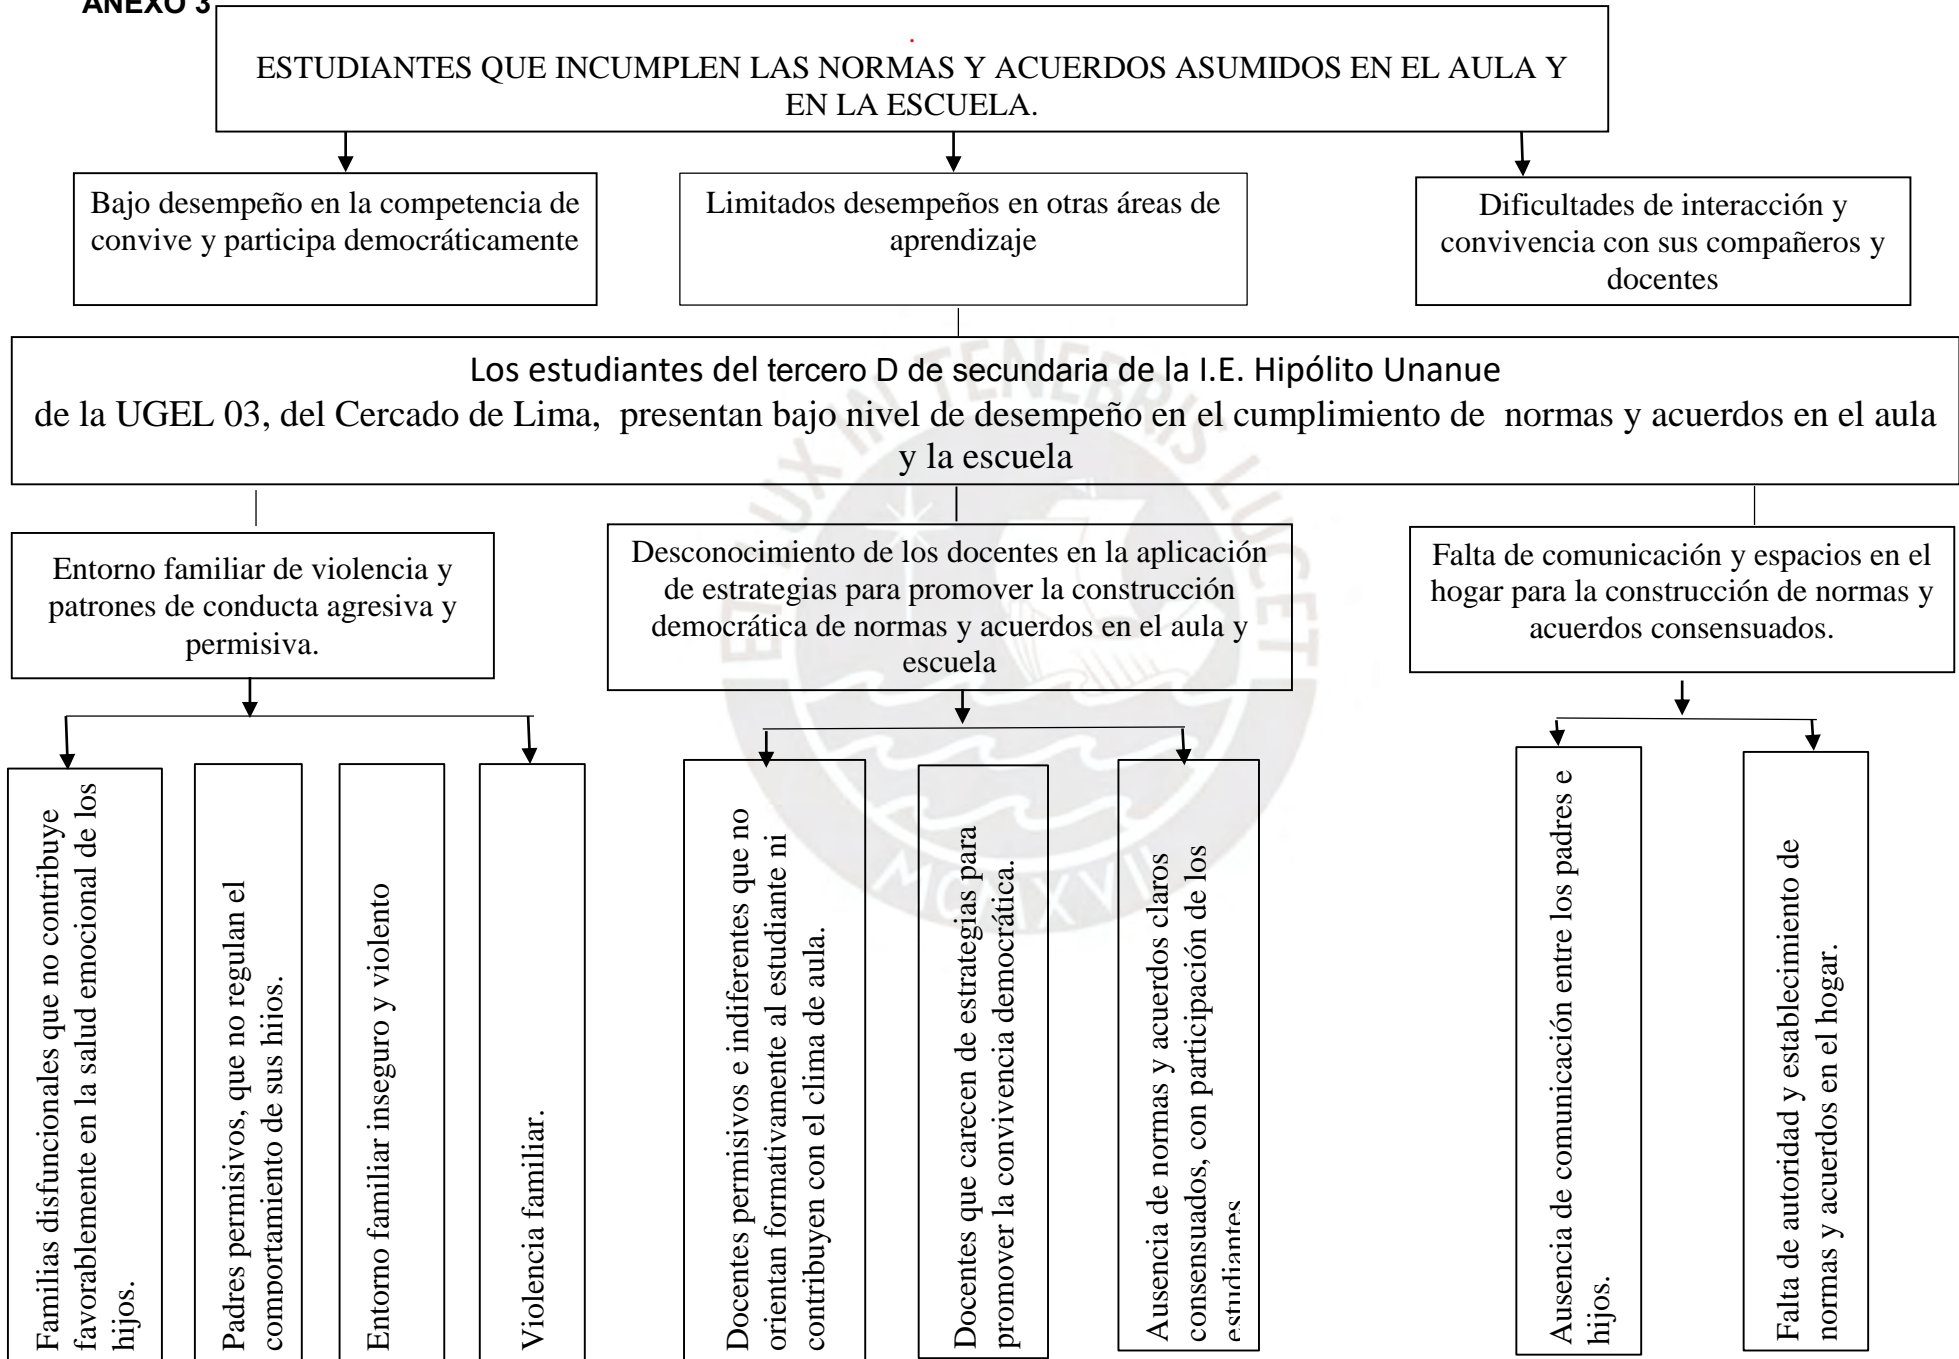 ANEXO 3
ESTUDIANTES QUE INCUMPLEN LAS NORMAS Y ACUERDOS ASUMIDOS EN EL AULA Y
EN LA ESCUELA.
Bajo desempeño en la competencia de
convive y participa democráticamente
Limitados desempeños en otras áreas de
aprendizaje
Dificultades de interacción y
convivencia con sus compañeros y
docentes
Los estudiantes del tercero D de secundaria de la I.E. Hipólito Unanue
de la UGEL 03, del Cercado de Lima, presentan bajo nivel de desempeño en el cumplimiento de normas y acuerdos en el aula
y la escuela
Entorno familiar de violencia y
patrones de conducta agresiva y
permisiva.
Desconocimiento de los docentes en la aplicación
de estrategias para promover la construcción
democrática de normas y acuerdos en el aula y
escuela
Falta de comunicación y espacios en el
hogar para la construcción de normas y
acuerdos consensuados.
Familias disfuncionales que no contribuye
favorablemente en la salud emocional de los
hijos.
Padres permisivos, que no regulan el
comportamiento de sus hijos.
Entorno familiar inseguro y violento
Violencia familiar.
Docentes permisivos e indiferentes que no
orientan formativamente al estudiante ni
contribuyen con el clima de aula.
Docentes que carecen de estrategias para
promover la convivencia democrática.
Ausencia de normas y acuerdos claros
consensuados, con participación de los
estudiantes
Ausencia de comunicación entre los padres e
hijos.
Falta de autoridad y establecimiento de
normas y acuerdos en el hogar.
ET LUX IN TENEBRIS LUCET
MCMXVII